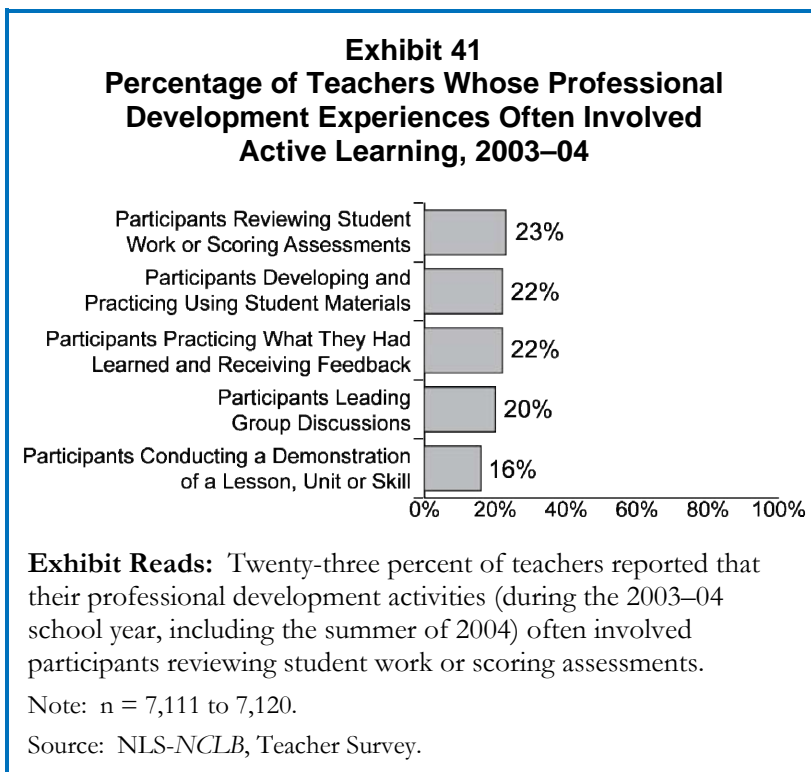 Exhibit 41
Percentage of Teachers Whose Professional
Development Experiences Often Involved
Active Learning, 2003–04
Participants Reviewing Student
Work or Scoring Assessments
23%
Participants Developing and
Practicing Using Student Materials
22%
Participants Practicing What They Had
Learned and Receiving Feedback
22%
Participants Leading
Group Discussions
20%
Participants Conducting a Demonstration
of a Lesson, Unit or Skill
16%
0% 20% 40% 60% 80% 100%
Exhibit Reads: Twenty-three percent of teachers reported that
their professional development activities (during the 2003–04
school year, including the summer of 2004) often involved
participants reviewing student work or scoring assessments.
Note: n = 7,111 to 7,120.
Source: NLS-NCLB, Teacher Survey.